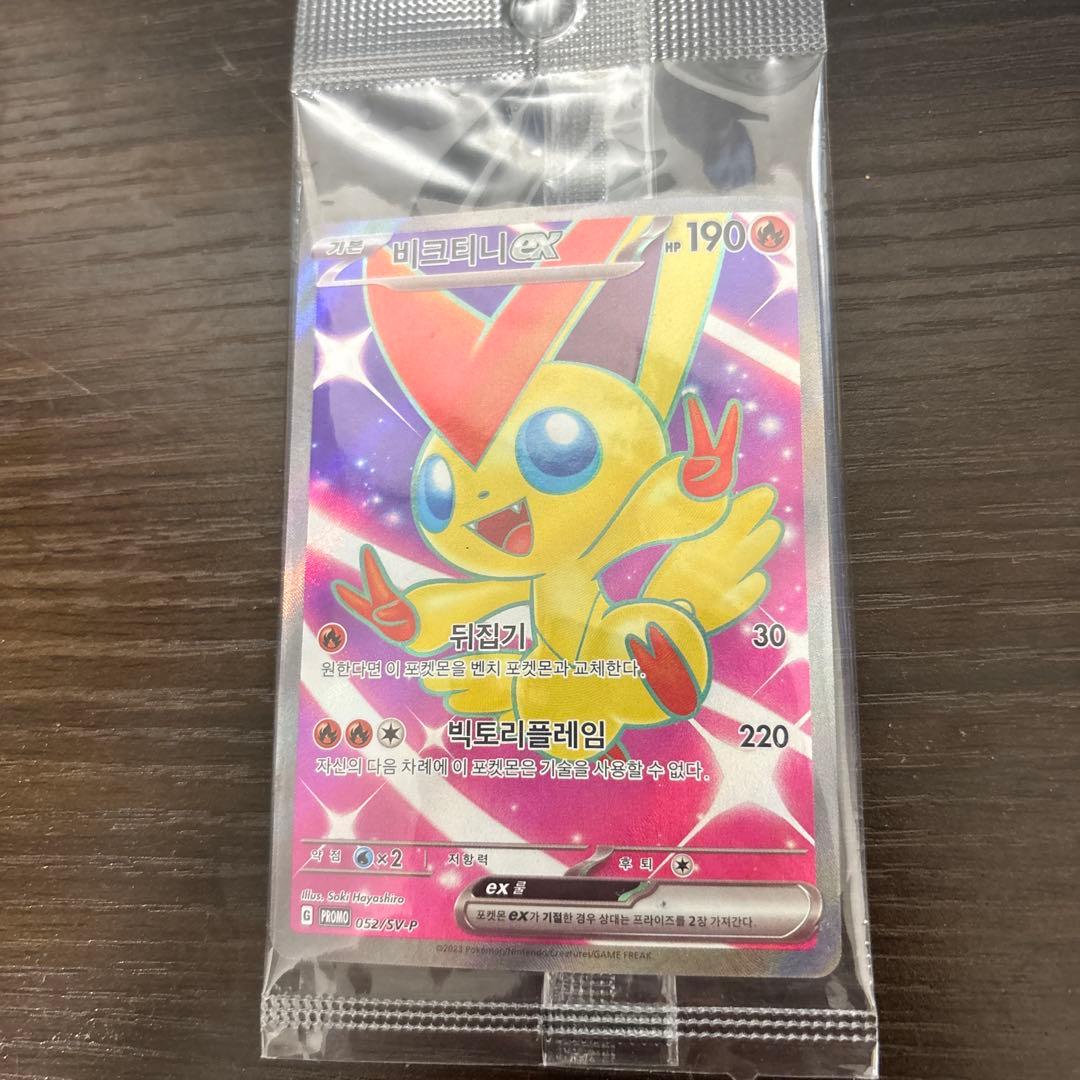 기본 비크티니ex HP 190
뒤집기 30
원한다면 이 포켓몬을 벤치 포켓몬과 교체한다.
빅토리플레임 220
자신의 다음 차례에 이 포켓몬은 기술을 사용할 수 없다.
약점 ×2 저항력 후퇴
ex 룰
포켓몬 ex가 기절한 경우 상대는 프라이즈를 2장 가져간다.
Illus. Saki Hayashiro
G PROMO 052/SV-P
©2023 Pokémon/Nintendo/Creatures/GAME FREAK